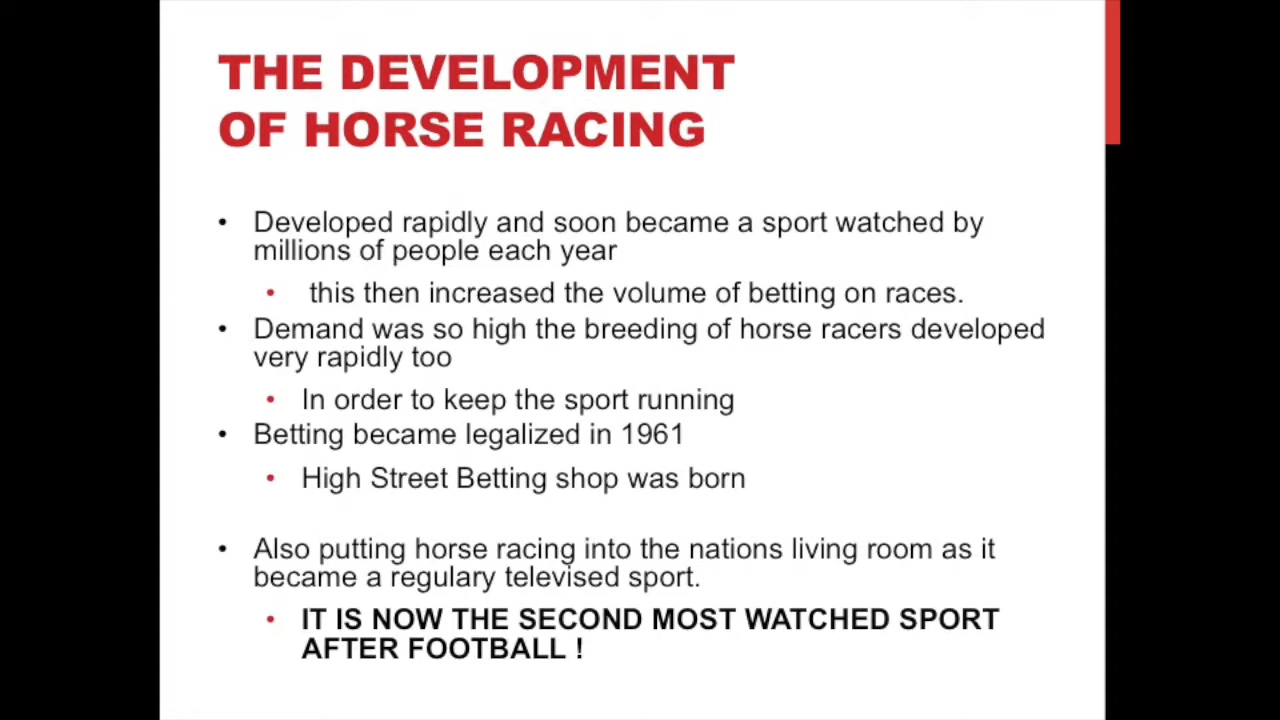 THE DEVELOPMENT
OF HORSE RACING
• Developed rapidly and soon became a sport watched by
millions of people each year
• this then increased the volume of betting on races.
• Demand was so high the breeding of horse racers developed
very rapidly too
• In order to keep the sport running
• Betting became legalized in 1961
• High Street Betting shop was born
• Also putting horse racing into the nations living room as it
became a regulary televised sport.
• IT IS NOW THE SECOND MOST WATCHED SPORT
AFTER FOOTBALL !